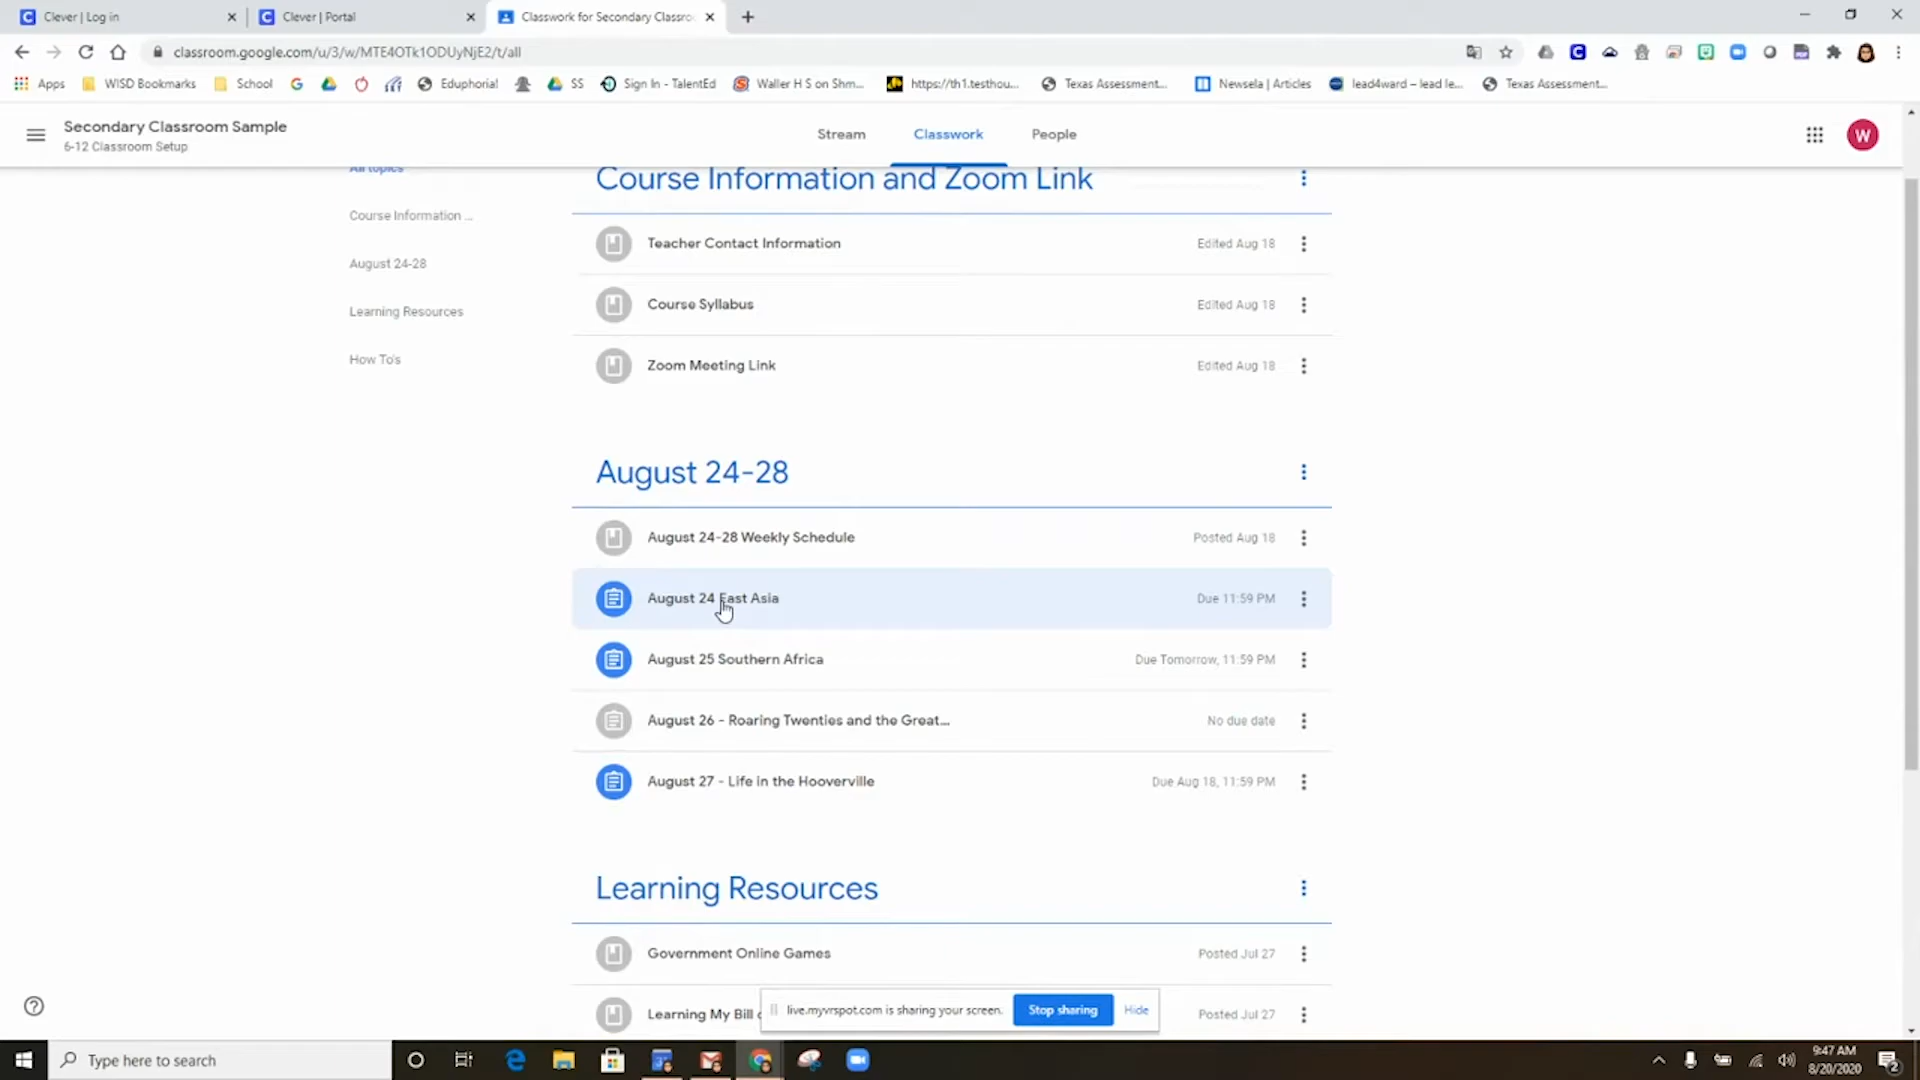 Clever | Log in
Clever | Portal
Classwork for Secondary Classro
classroom.google.com/u/3/w/MTE4OTk1ODUyNjE2/t/all
Apps
WISD Bookmarks
School
Eduphorial
SS
Sign In - TalentEd
Waller H S on Shm...
https://th1.testhou...
Texas Assessment...
Newsela | Articles
lead4ward – lead le...
Texas Assessment...
Secondary Classroom Sample
6-12 Classroom Setup
Stream
Classwork
People
W
All topics
Course Information ...
August 24-28
Learning Resources
How To's
Course Information and Zoom Link
Teacher Contact Information
Edited Aug 18
Course Syllabus
Edited Aug 18
Zoom Meeting Link
Edited Aug 18
August 24-28
August 24-28 Weekly Schedule
Posted Aug 18
August 24 East Asia
Due 11:59 PM
August 25 Southern Africa
Due Tomorrow, 11:59 PM
August 26 - Roaring Twenties and the Great...
No due date
August 27 - Life in the Hooverville
Due Aug 18, 11:59 PM
Learning Resources
Government Online Games
Posted Jul 27
Learning My Bill
Posted Jul 27
live.myvrspot.com is sharing your screen.
Stop sharing
Hide
Type here to search
9:47 AM
8/20/2020
2